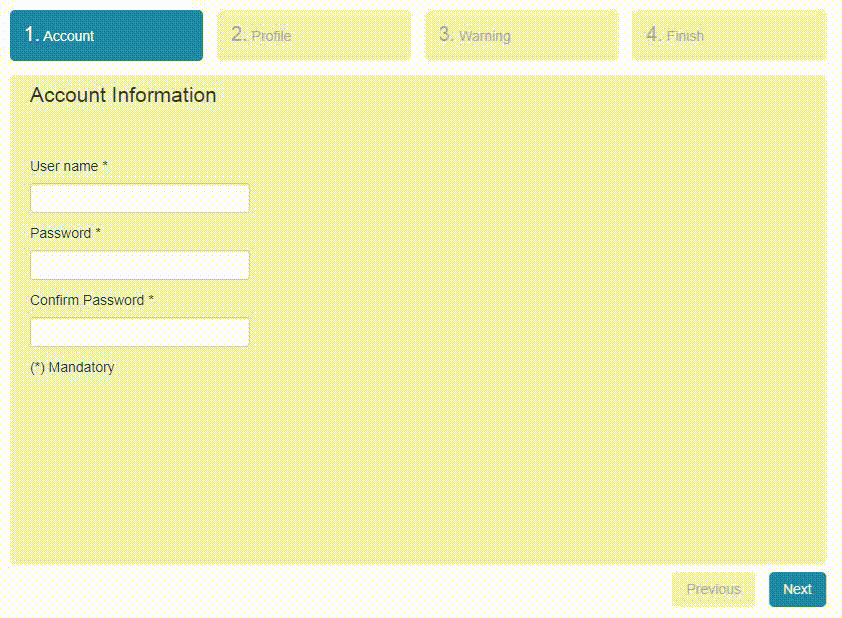 1. Account 2. Profile 3. Warning 4. Finish
Account Information
User name *
Password *
Confirm Password *
(*) Mandatory
Previous Next